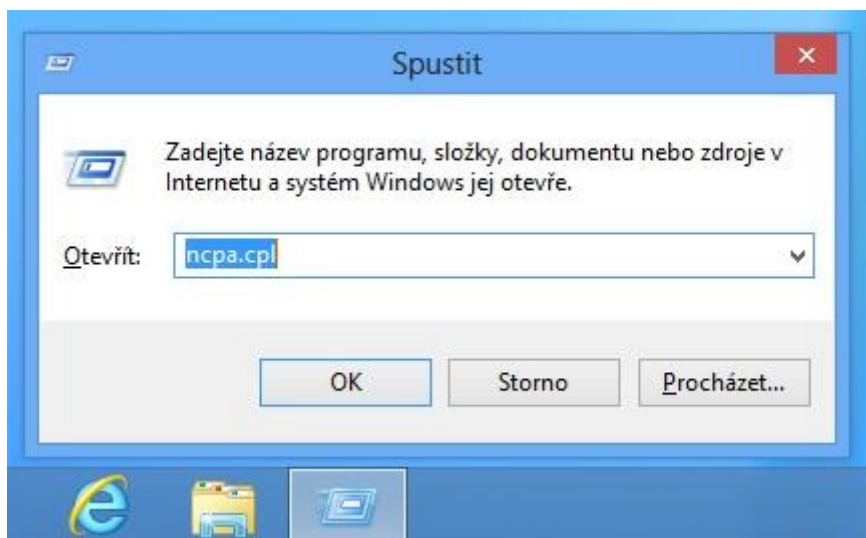 Spustit
Zadejte název programu, složky, dokumentu nebo zdroje v
Internetu a systém Windows jej otevře.
Otevřít: ncpa.cpl
OK Storno Procházet...